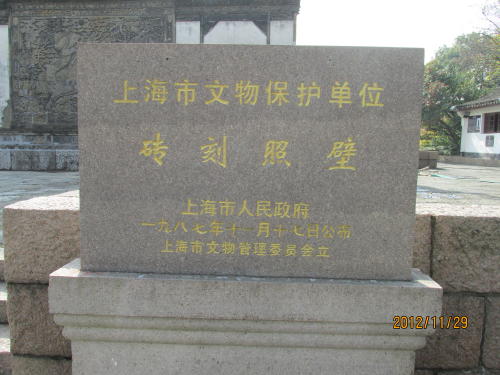 上海市文物保护单位
砖刻照壁
上海市人民政府
一九八七年十一月十七日公布
上海市文物管理委员会立
2012/11/29